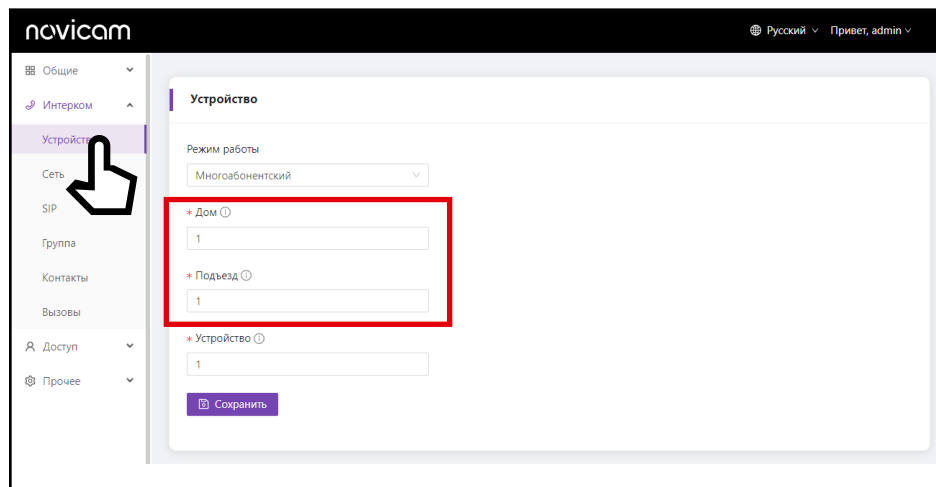 novicam
Русский Привет, admin
Общие
Интерком
Устройство
Сеть
SIP
Группа
Контакты
Вызовы
Доступ
Прочее
Устройство
Режим работы
Многоабонентский
* Дом
1
* Подъезд
1
* Устройство
1
Сохранить